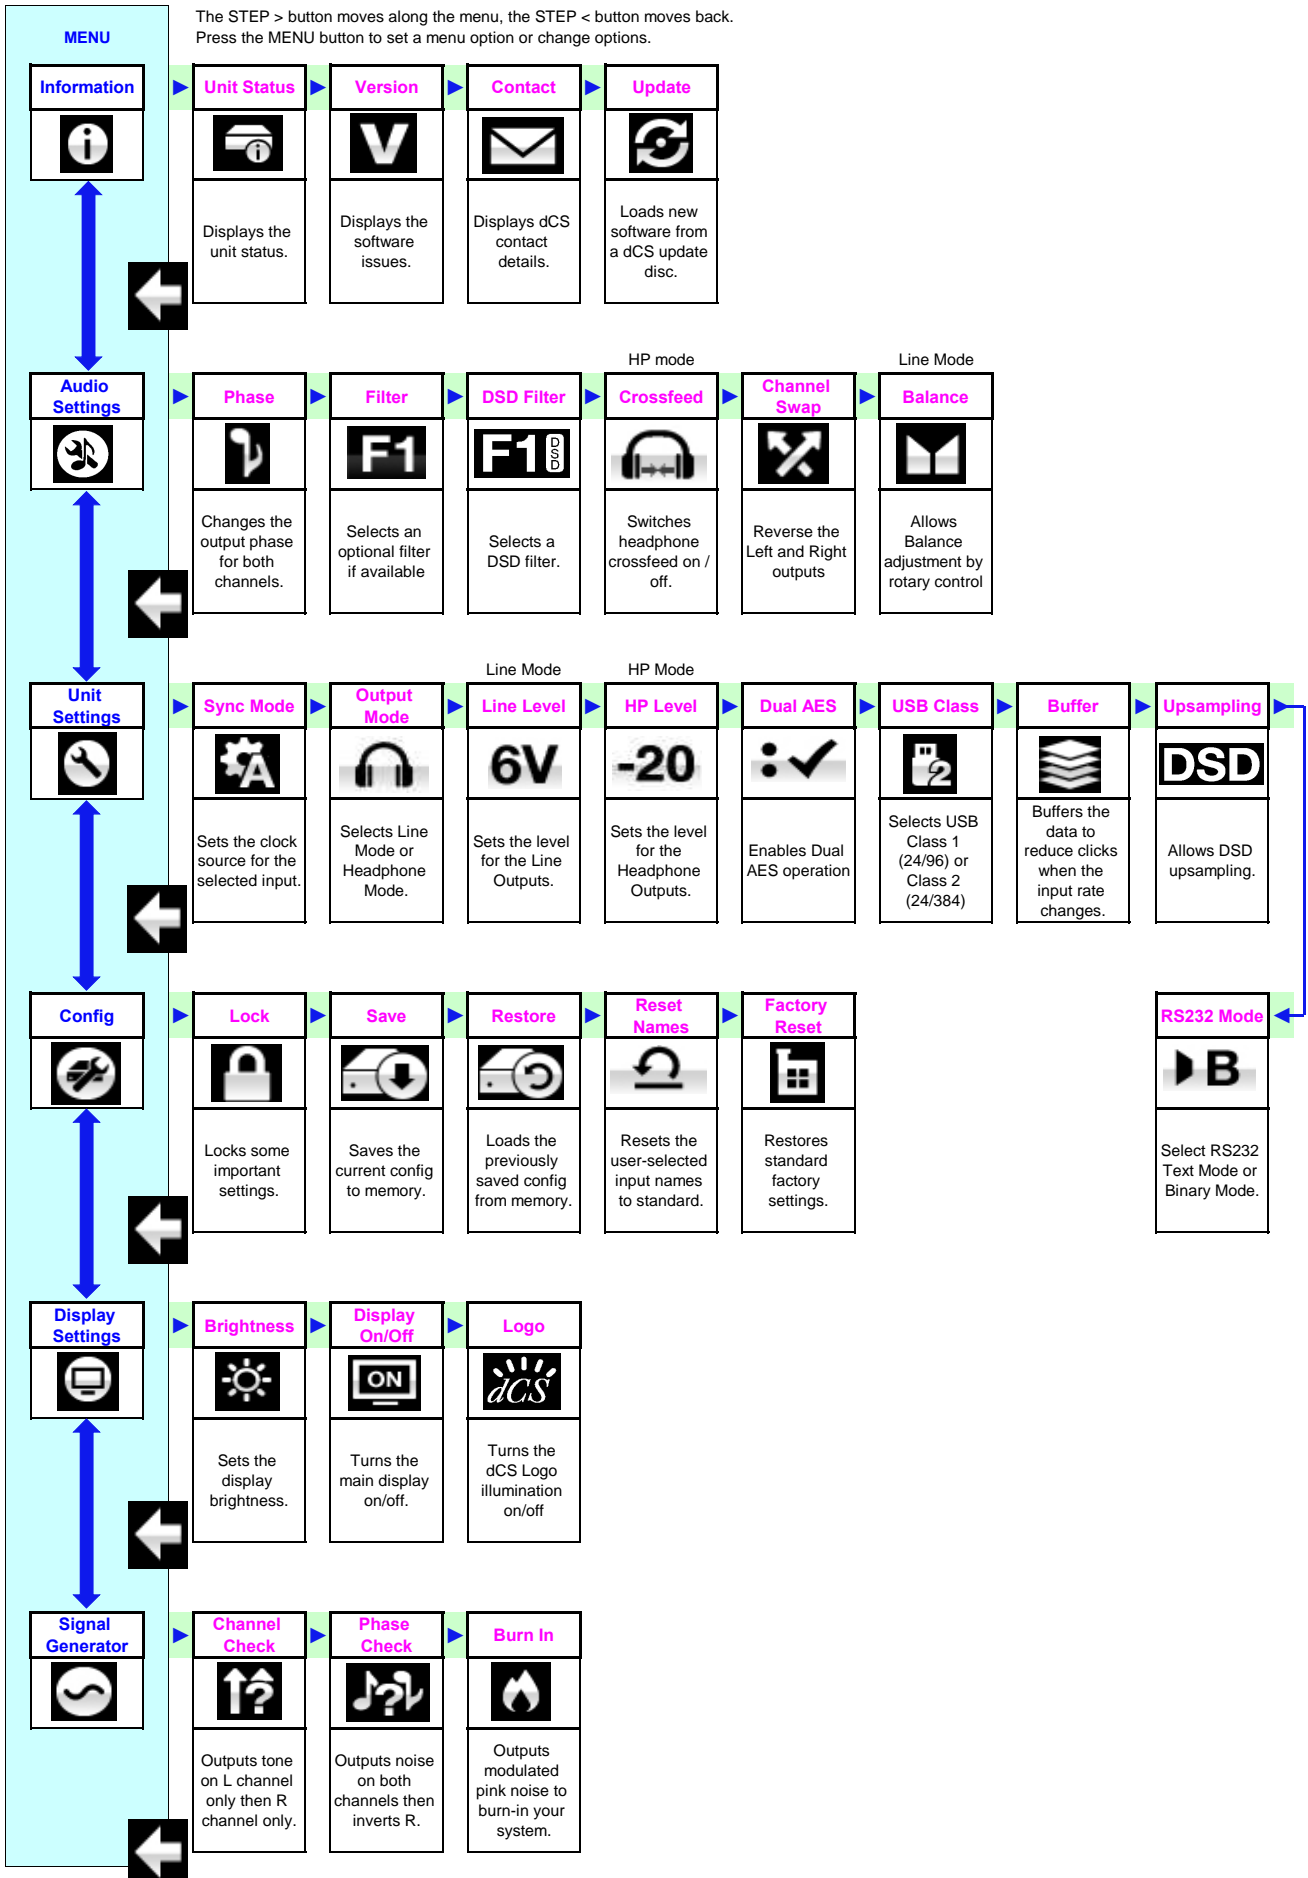 The STEP > button moves along the menu, the STEP < button moves back.
MENU
Press the MENU button to set a menu option or change options.
Information
Unit Status
Version
Contact
Update
i
V
Displays the
unit status.
Displays the
software
issues.
Displays dCS
contact
details.
Loads new
software from
a dCS update
disc.
HP mode
Line Mode
Audio
Settings
Phase
Filter
DSD Filter
Crossfeed
Channel
Swap
Balance
F1
F1 DSD
Changes the
output phase
for both
channels.
Selects an
optional filter
if available
Selects a
DSD filter.
Switches
headphone
crossfeed on /
off.
Reverse the
Left and Right
outputs
Allows
Balance
adjustment by
rotary control
Line Mode
HP Mode
Unit
Settings
Sync Mode
Output
Mode
Line Level
HP Level
Dual AES
USB Class
Buffer
Upsampling
A
6V
-20
2
DSD
Sets the clock
source for the
selected input.
Selects Line
Mode or
Headphone
Mode.
Sets the level
for the Line
Outputs.
Sets the level
for the
Headphone
Outputs.
Enables Dual
AES operation
Selects USB
Class 1
(24/96) or
Class 2
(24/384)
Buffers the
data to
reduce clicks
when the
input rate
changes.
Allows DSD
upsampling.
Config
Lock
Save
Restore
Reset
Names
Factory
Reset
RS232 Mode
B
Locks some
important
settings.
Saves the
current config
to memory.
Loads the
previously
saved config
from memory.
Resets the
user-selected
input names
to standard.
Restores
standard
factory
settings.
Select RS232
Text Mode or
Binary Mode.
Display
Settings
Brightness
Display
On/Off
Logo
ON
dCS
Sets the
display
brightness.
Turns the
main display
on/off.
Turns the
dCS Logo
illumination
on/off
Signal
Generator
Channel
Check
Phase
Check
Burn In
?
?
Outputs tone
on L channel
only then R
channel only.
Outputs noise
on both
channels then
inverts R.
Outputs
modulated
pink noise to
burn-in your
system.